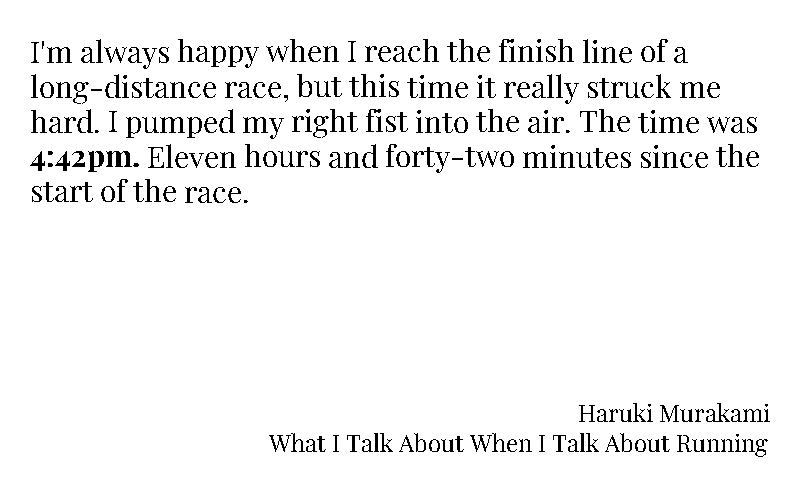 I'm always happy when I reach the finish line of a
long-distance race, but this time it really struck me
hard. I pumped my right fist into the air. The time was
4:42pm. Eleven hours and forty-two minutes since the
start of the race.
Haruki Murakami
What I Talk About When I Talk About Running